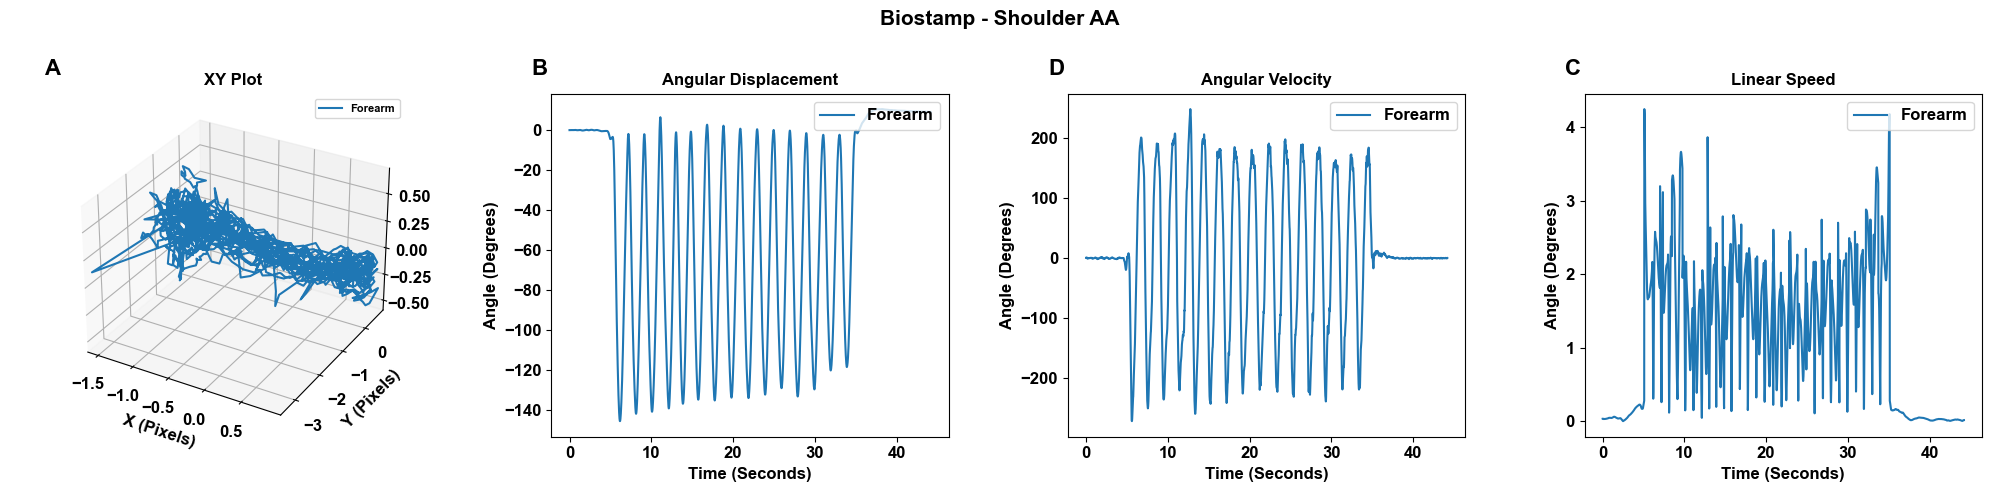 Biostamp - Shoulder AA
A
XY Plot
Forearm
0.50
0.25
0.00
−0.25
−0.50
0
−1
−2
−3
Y (Pixels)
−1.5
−1.0
−0.5
0.0
0.5
X (Pixels)
B
Angular Displacement
Forearm
Angle (Degrees)
0
−20
−40
−60
−80
−100
−120
−140
0 10 20 30 40
Time (Seconds)
D
Angular Velocity
Forearm
Angle (Degrees)
200
100
0
−100
−200
0 10 20 30 40
Time (Seconds)
C
Linear Speed
Forearm
Angle (Degrees)
4
3
2
1
0
0 10 20 30 40
Time (Seconds)